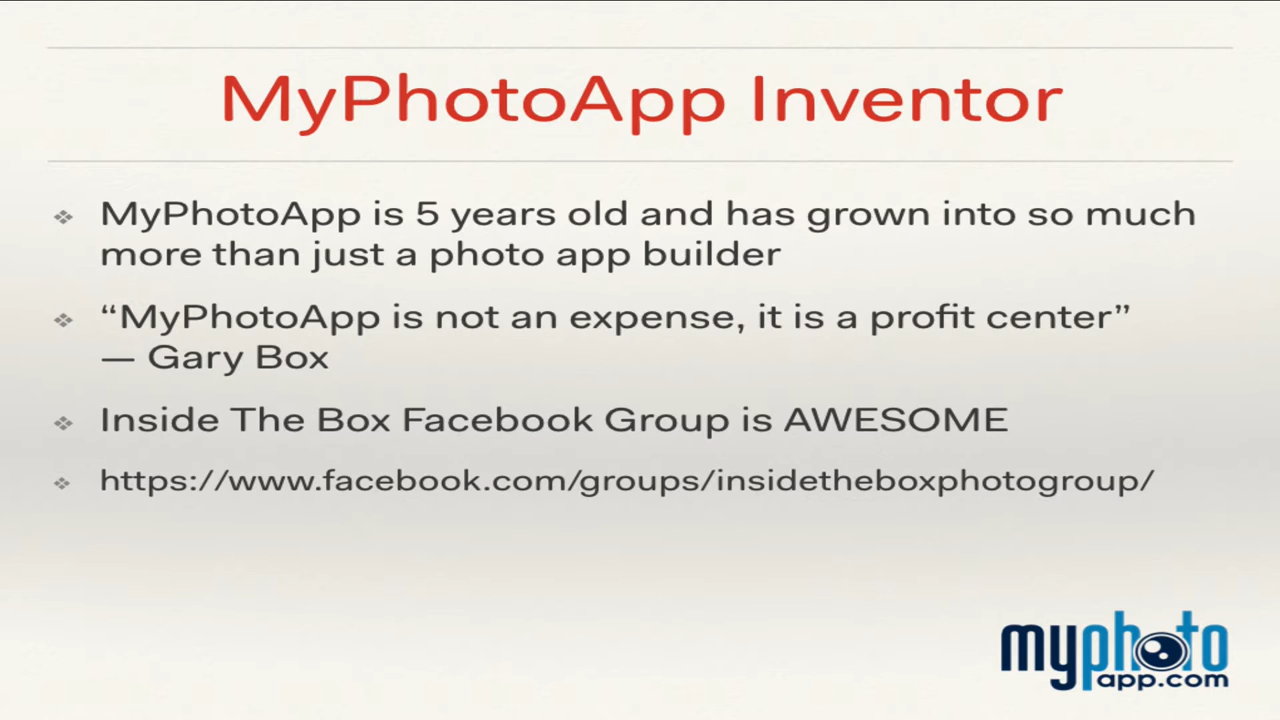 MyPhotoApp Inventor
MyPhotoApp is 5 years old and has grown into so much
more than just a photo app builder
“MyPhotoApp is not an expense, it is a profit center”
— Gary Box
Inside The Box Facebook Group is AWESOME
https://www.facebook.com/groups/insidetheboxphotogroup/
myphoto
app.com